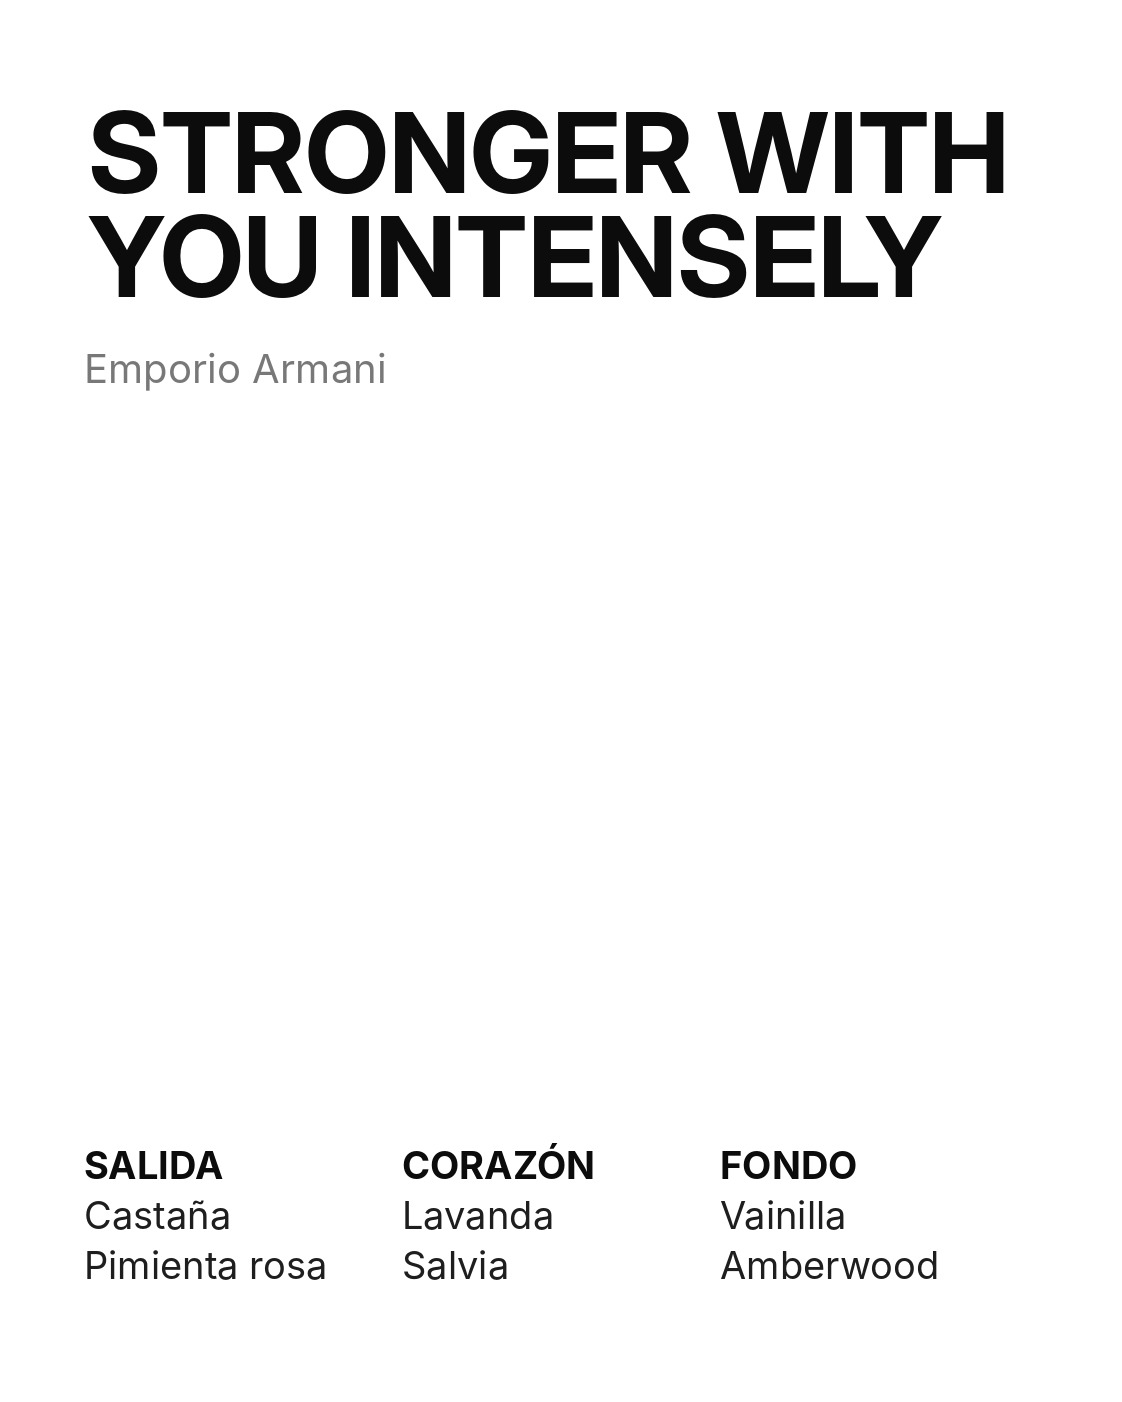 STRONGER WITH
YOU INTENSELY
Emporio Armani
SALIDA
Castaña
Pimienta rosa
CORAZÓN
Lavanda
Salvia
FONDO
Vainilla
Amberwood